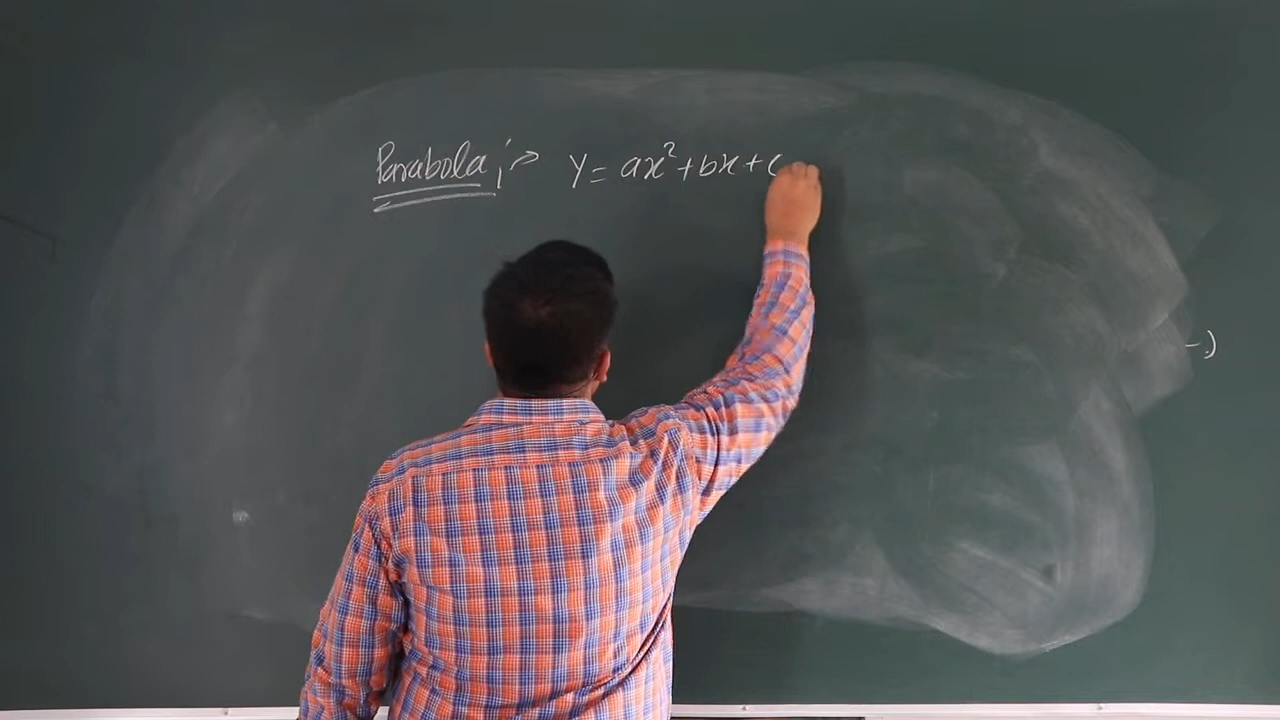 Parabola ;→ y = ax²+bx+c
-:)